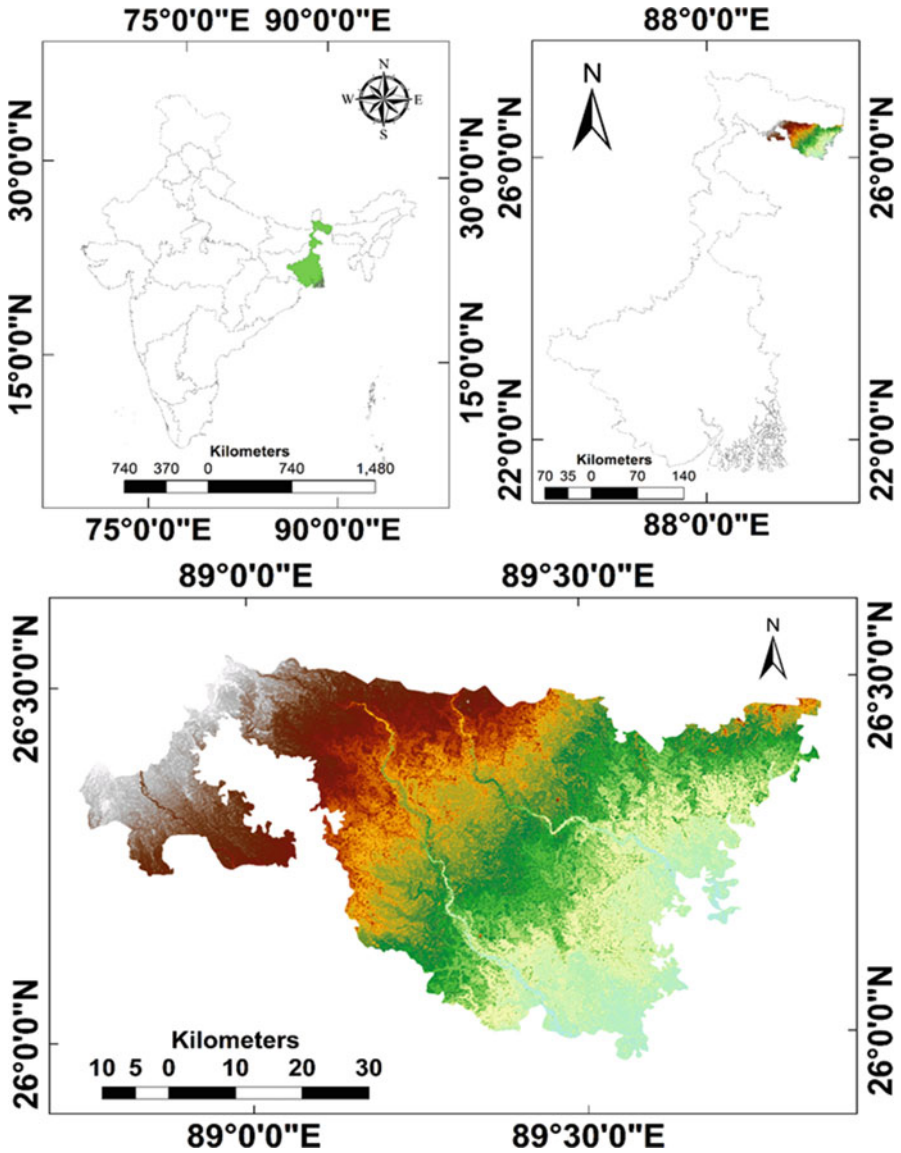 75°0'0"E 90°0'0"E
N
W E
S
30°0'0"N
30°0'0"N
15°0'0"N
15°0'0"N
Kilometers
740 370 0 740 1,480
75°0'0"E 90°0'0"E
88°0'0"E
N
26°0'0"N
26°0'0"N
22°0'0"N
22°0'0"N
Kilometers
70 35 0 70 140
88°0'0"E
89°0'0"E 89°30'0"E
N
26°30'0"N
26°30'0"N
26°0'0"N
26°0'0"N
Kilometers
10 5 0 10 20 30
89°0'0"E 89°30'0"E